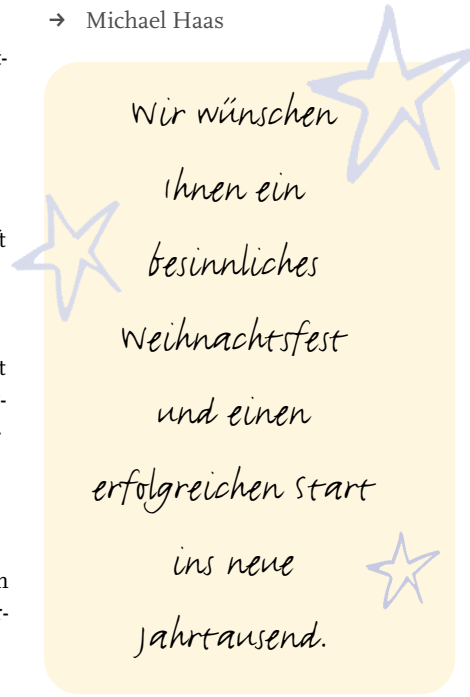 → Michael Haas
Wir wünschen
Ihnen ein
besinnliches
Weihnachtsfest
und einen
erfolgreichen Start
ins neue
Jahrtausend.